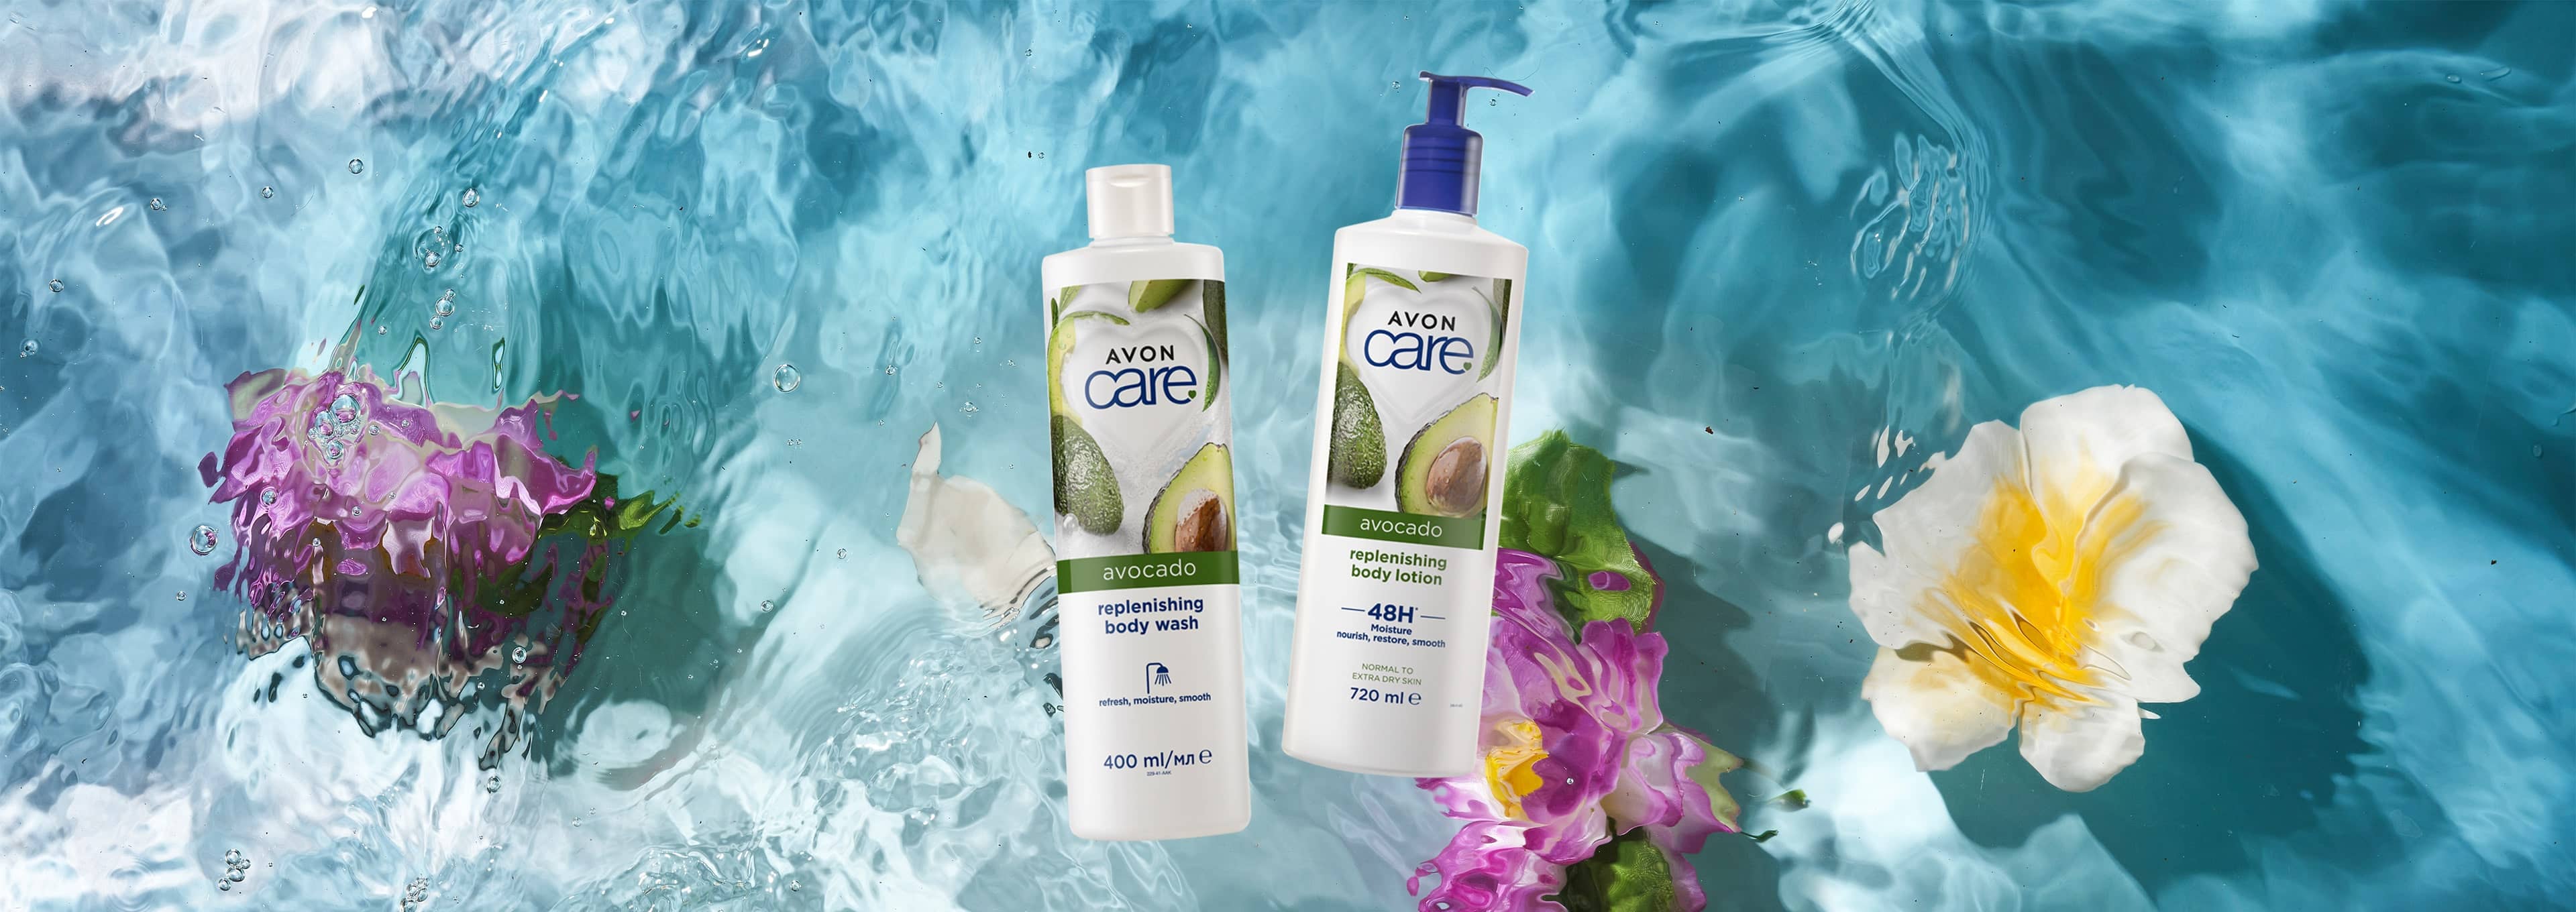 AVON
care
avocado
replenishing
body wash
refresh, moisture, smooth
400 ml/мл ℮
AVON
care
avocado
replenishing
body lotion
48H*
Moisture
nourish, restore, smooth
NORMAL TO
EXTRA DRY SKIN
720 ml ℮